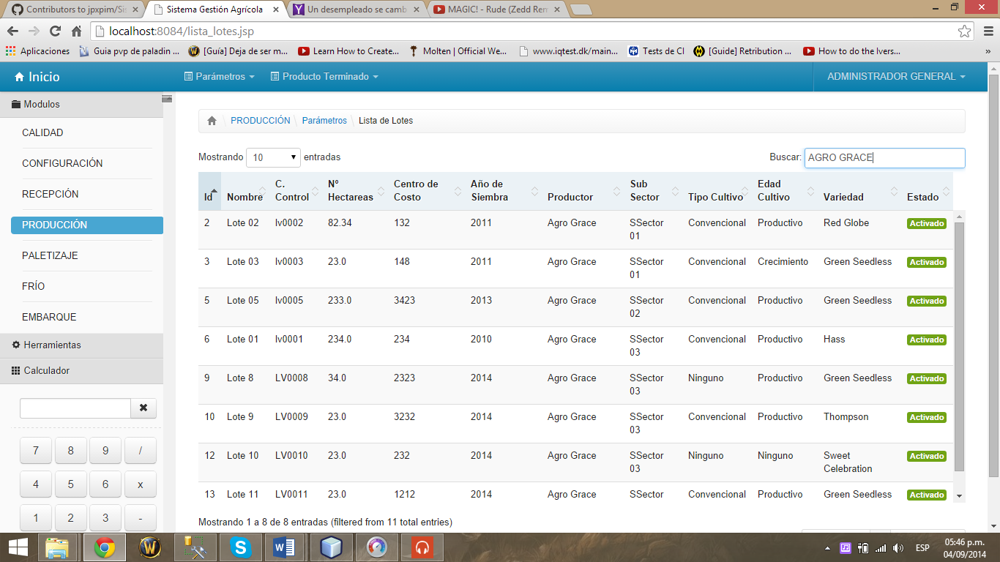 Contributors to jpxpim/Sis
Sistema Gestión Agrícola
Un desempleado se camb
MAGIC! - Rude (Zedd Rem
localhost:8084/lista_lotes.jsp
Aplicaciones
Guia pvp de paladin ...
[Guía] Deja de ser m...
Learn How to Create...
Molten | Official We...
www.iqtest.dk/main...
Tests de CI
[Guide] Retribution ...
How to do the Ivers...
»
Inicio
Parámetros
Producto Terminado
ADMINISTRADOR GENERAL
Modulos
CALIDAD
CONFIGURACIÓN
RECEPCIÓN
PRODUCCIÓN
PALETIZAJE
FRÍO
EMBARQUE
Herramientas
Calculador
7 8 9 /
4 5 6 x
1 2 3 -
PRODUCCIÓN \ Parámetros \ Lista de Lotes
Mostrando 10 entradas
Buscar: AGRO GRACE
Id Nombre C. Control Nº Hectareas Centro de Costo Año de Siembra Productor Sub Sector Tipo Cultivo Edad Cultivo Variedad Estado
2 Lote 02 lv0002 82.34 132 2011 Agro Grace SSector 01 Convencional Productivo Red Globe Activado
3 Lote 03 lv0003 23.0 148 2011 Agro Grace SSector 01 Convencional Crecimiento Green Seedless Activado
5 Lote 05 lv0005 233.0 3423 2013 Agro Grace SSector 02 Convencional Productivo Green Seedless Activado
6 Lote 01 lv0001 234.0 234 2010 Agro Grace SSector 03 Convencional Productivo Hass Activado
9 Lote 8 LV0008 34.0 2323 2014 Agro Grace SSector 03 Ninguno Productivo Green Seedless Activado
10 Lote 9 LV0009 23.0 3232 2014 Agro Grace SSector 03 Convencional Productivo Thompson Activado
12 Lote 10 LV0010 23.0 232 2014 Agro Grace SSector 03 Ninguno Ninguno Sweet Celebration Activado
13 Lote 11 LV0011 23.0 1212 2014 Agro Grace SSector Convencional Productivo Green Seedless Activado
Mostrando 1 a 8 de 8 entradas (filtered from 11 total entries)
ESP
05:46 p.m.
04/09/2014